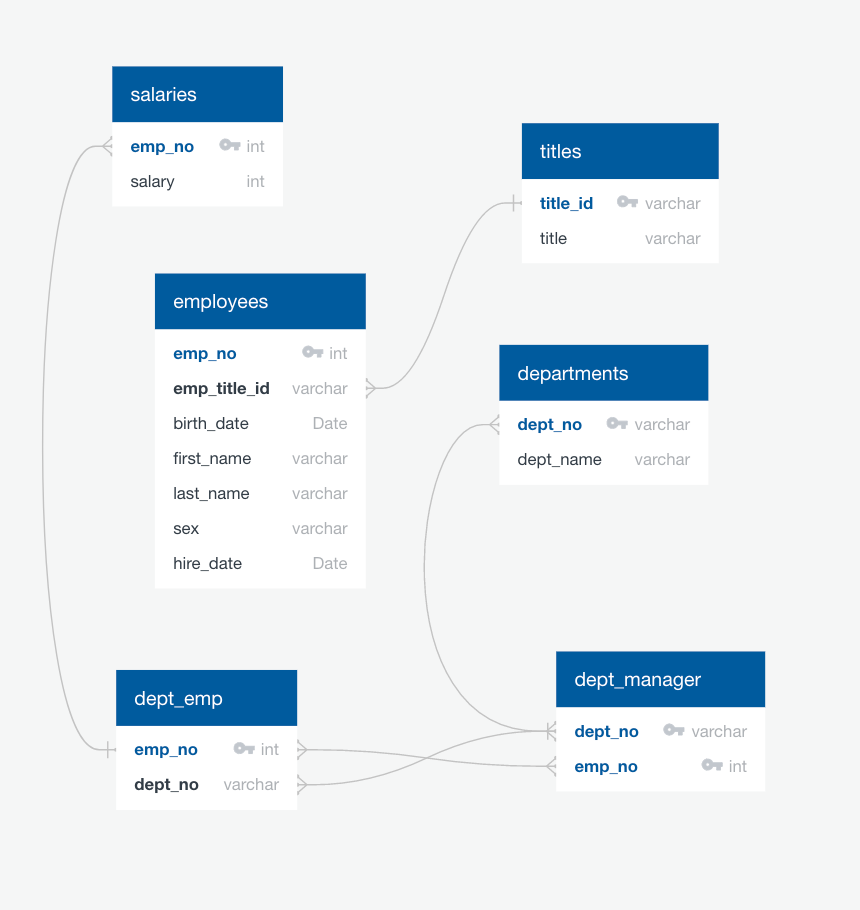 salaries
emp_no int
salary int
titles
title_id varchar
title varchar
employees
emp_no int
emp_title_id varchar
birth_date Date
first_name varchar
last_name varchar
sex varchar
hire_date Date
departments
dept_no varchar
dept_name varchar
dept_emp
emp_no int
dept_no varchar
dept_manager
dept_no varchar
emp_no int